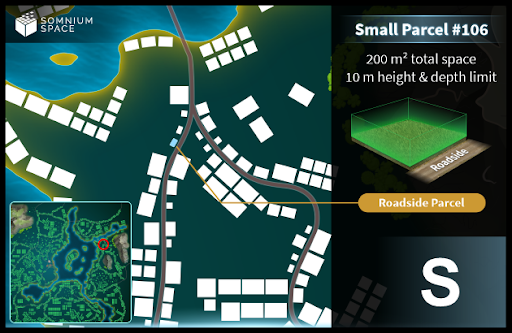 SOMNIUM
SPACE
Small Parcel #106
200 m² total space
10 m height & depth limit
Roadside
Roadside Parcel
S